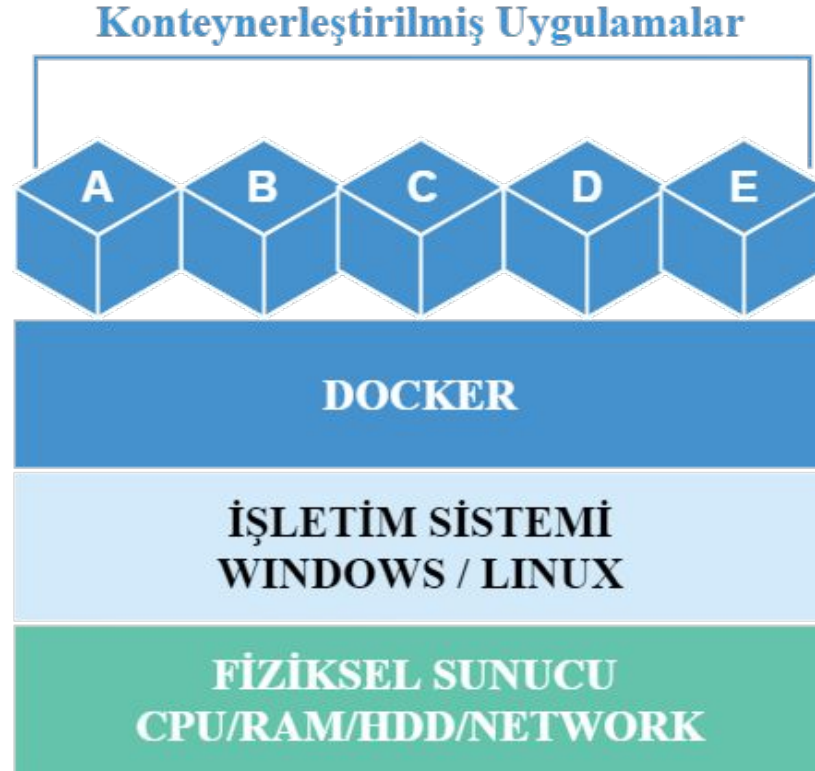 Konteynerleştirilmiş Uygulamalar
A B C D E
DOCKER
İŞLETİM SİSTEMİ
WINDOWS / LINUX
FİZİKSEL SUNUCU
CPU/RAM/HDD/NETWORK